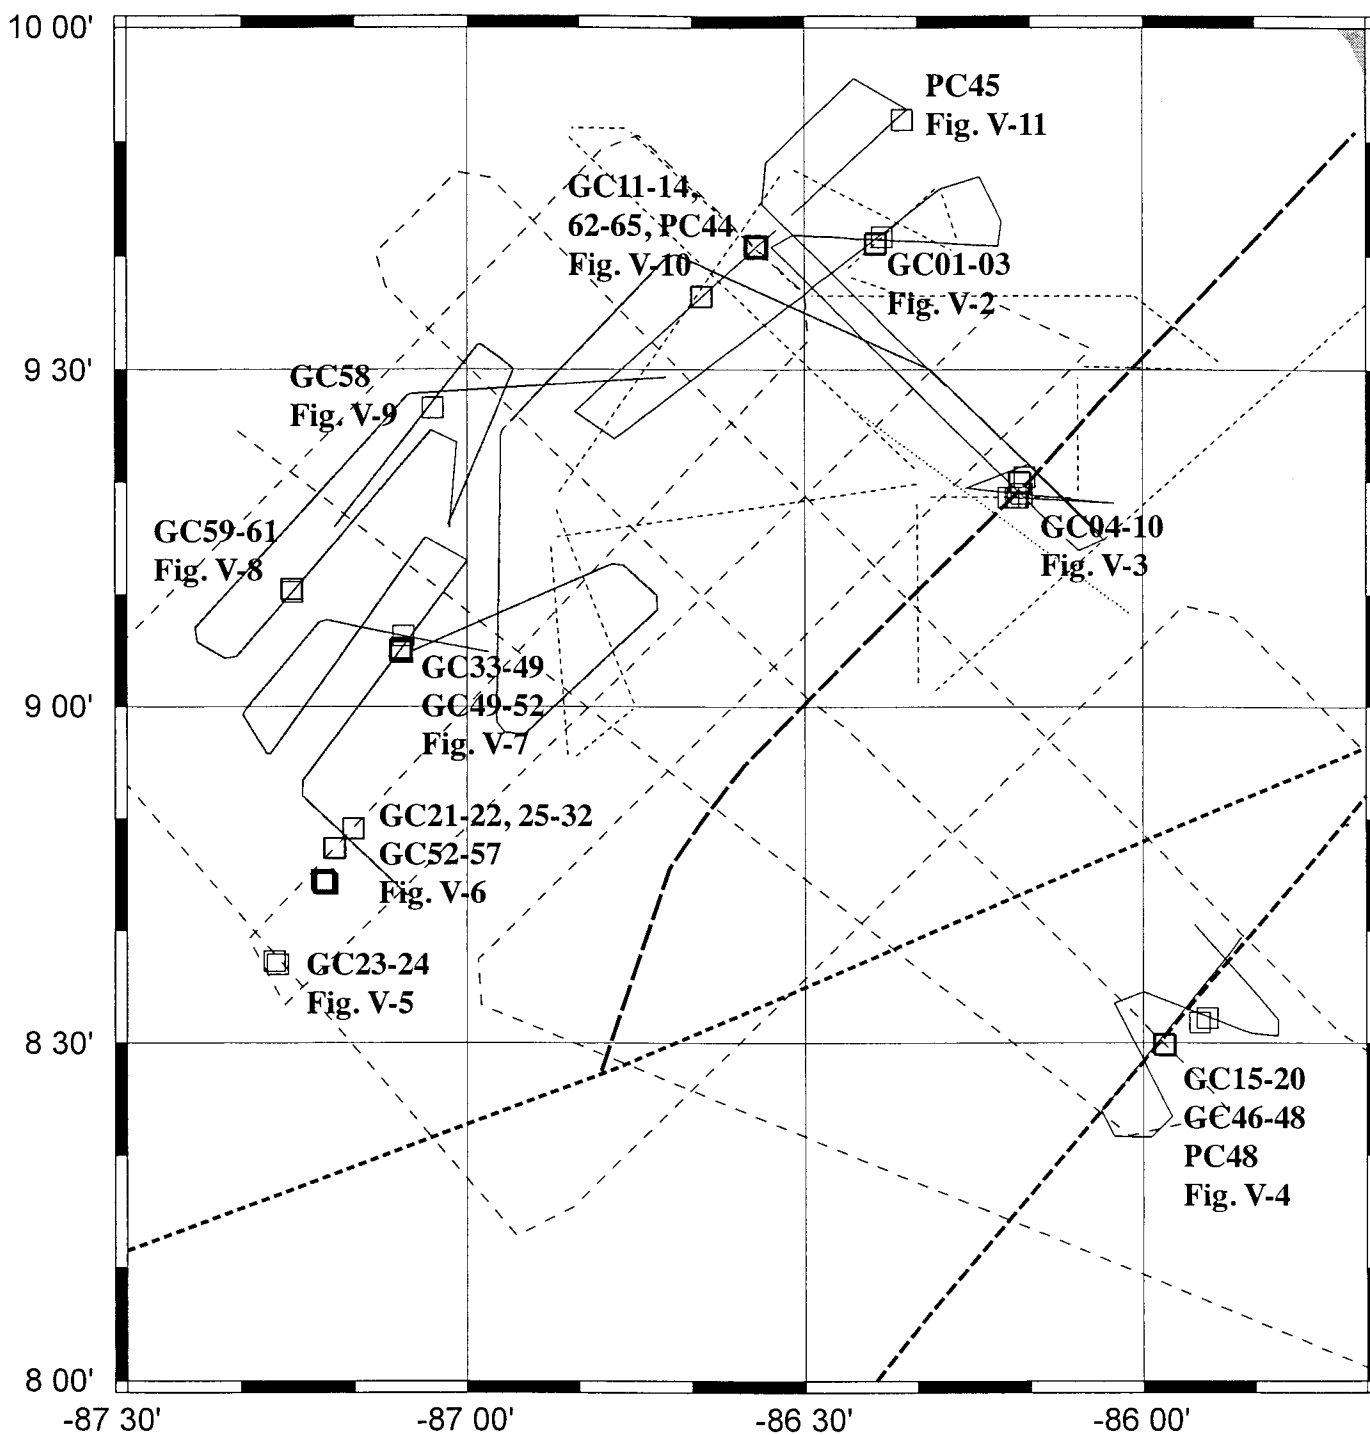 10 00'
PC45
Fig. V-11
GC11-14,
62-65, PC44
Fig. V-10
GC01-03
Fig. V-2
9 30'
GC58
Fig. V-9
GC59-61
Fig. V-8
GC04-10
Fig. V-3
GC33-49
GC49-52
Fig. V-7
9 00'
GC21-22, 25-32
GC52-57
Fig. V-6
GC23-24
Fig. V-5
8 30'
GC15-20
GC46-48
PC48
Fig. V-4
8 00'
-87 30'
-87 00'
-86 30'
-86 00'